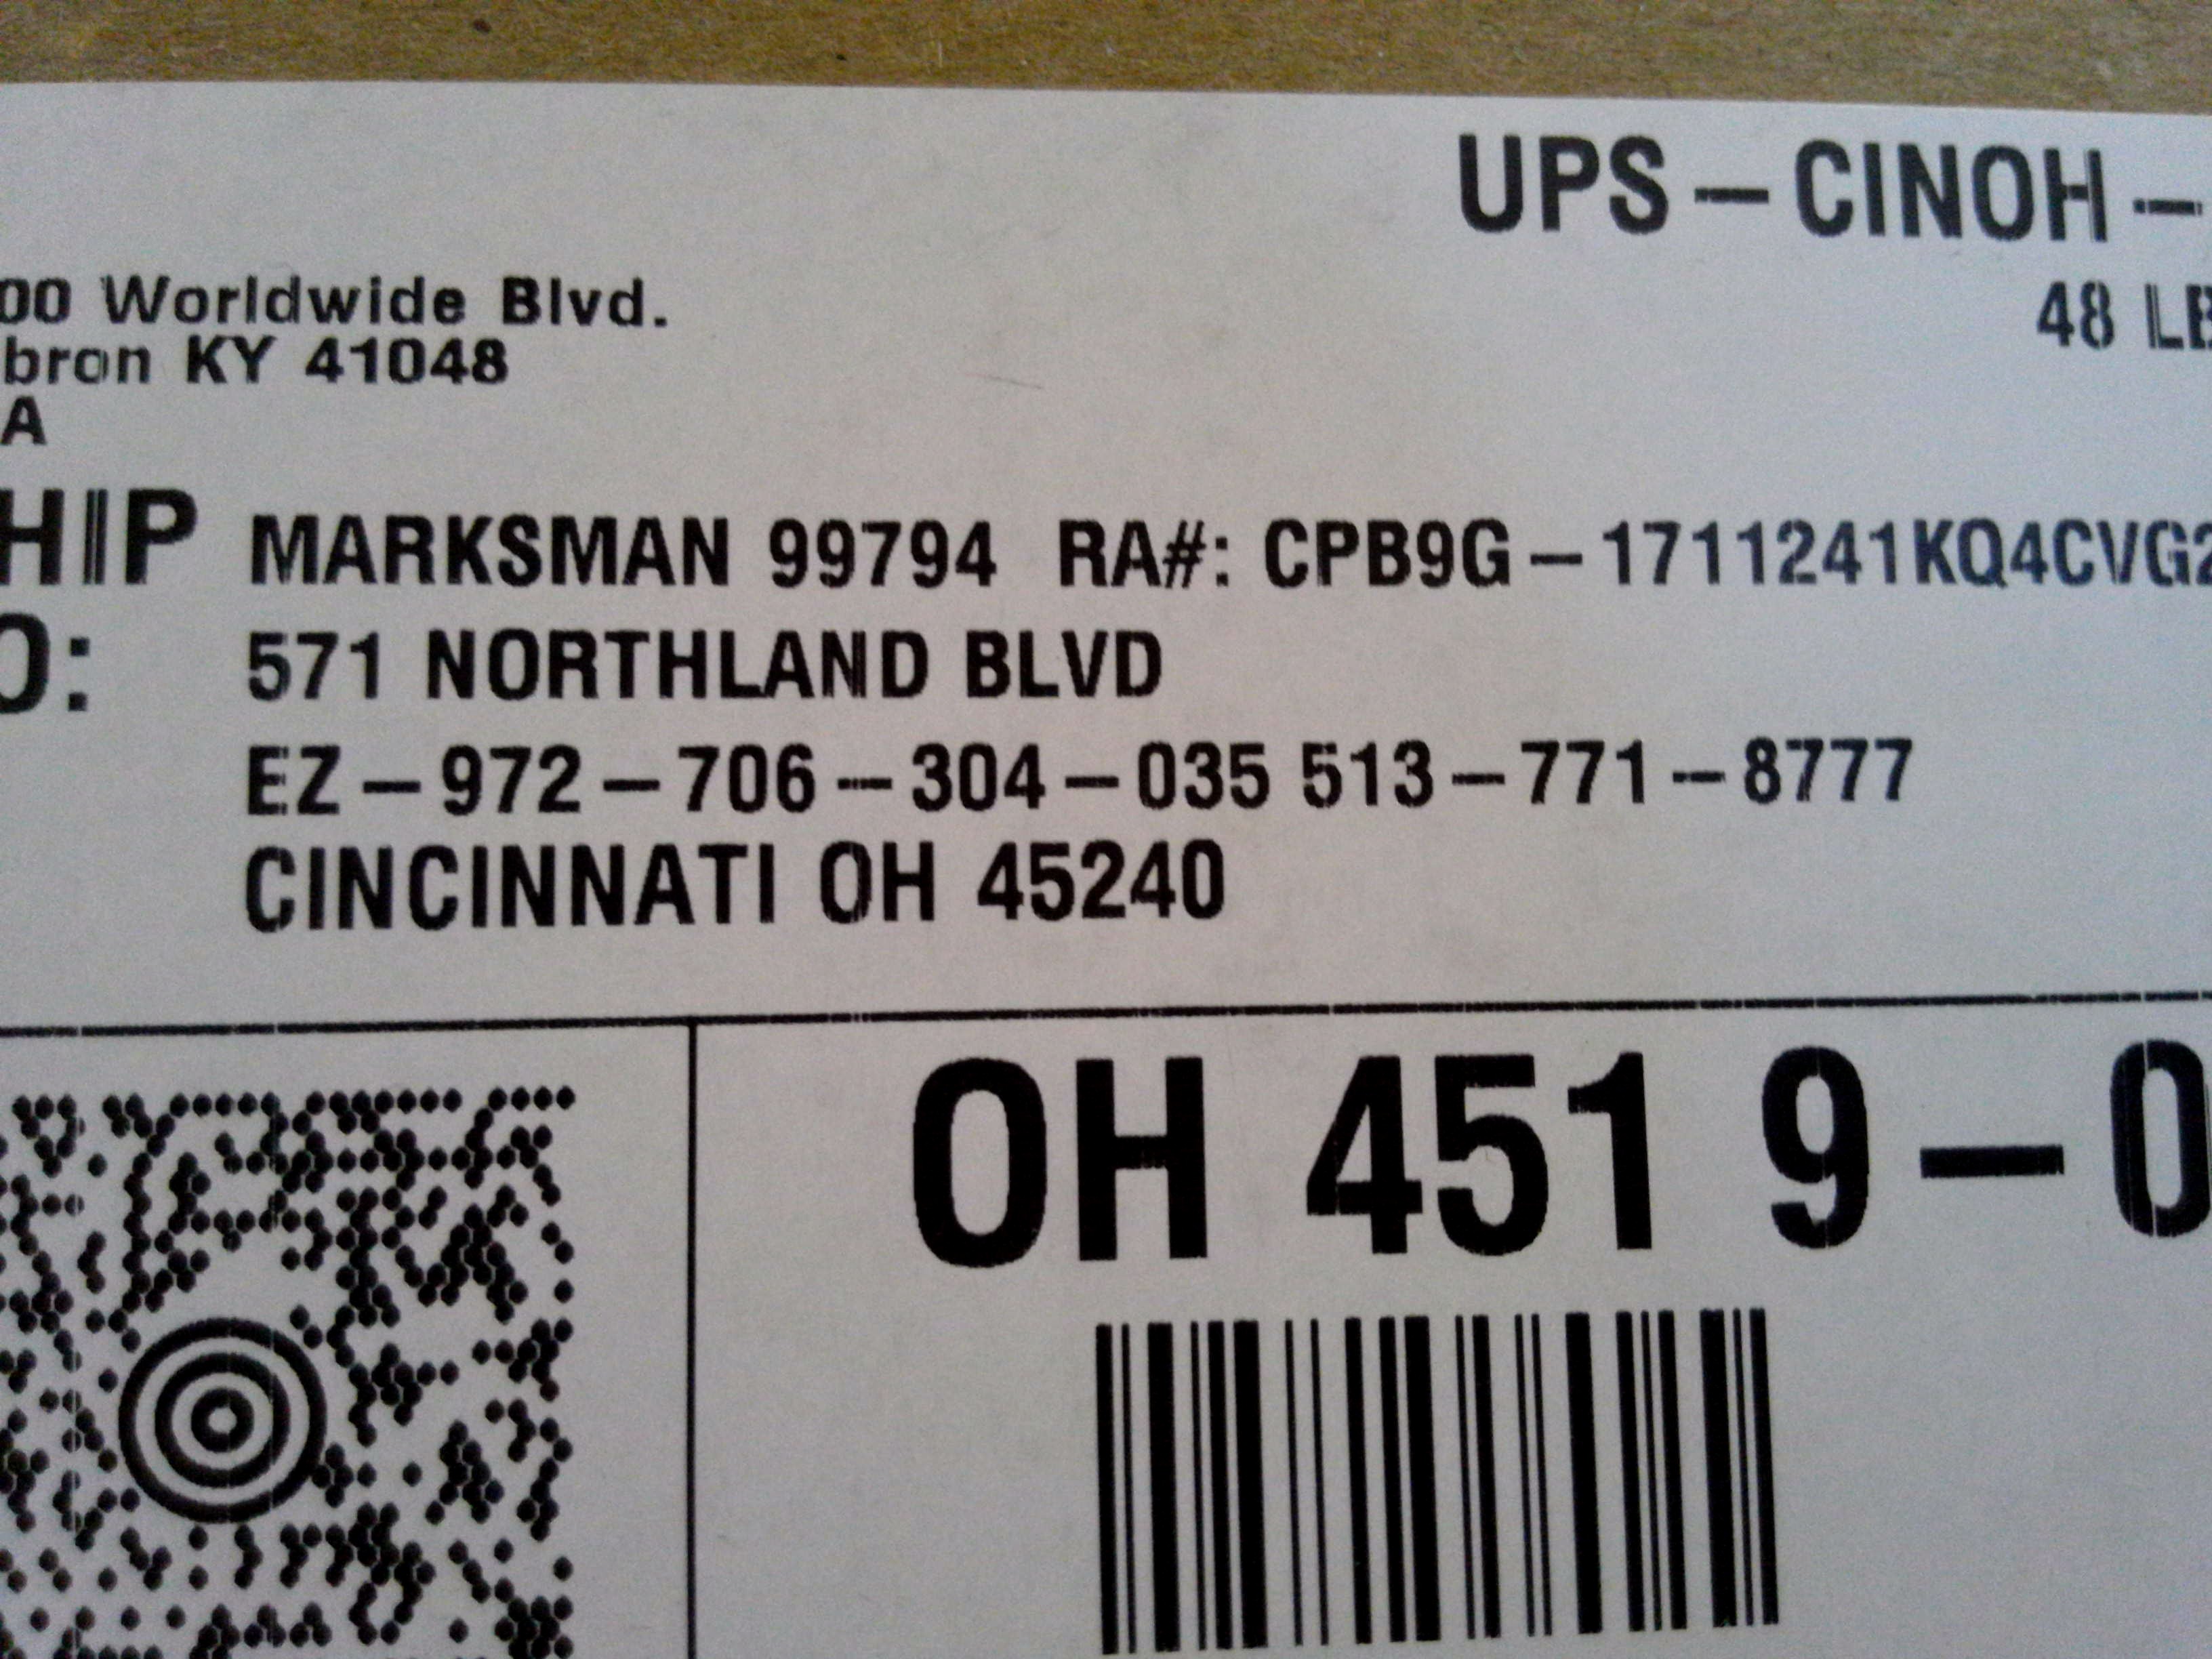 UPS – CINOH –
48 LB
00 Worldwide Blvd.
bron KY 41048
A
HIP MARKSMAN 99794 RA#: CPB9G – 1711241KQ4CVG2
O: 571 NORTHLAND BLVD
EZ – 972 – 706 – 304 – 035 513 – 771 – 8777
CINCINNATI OH 45240
OH 451 9 – 0